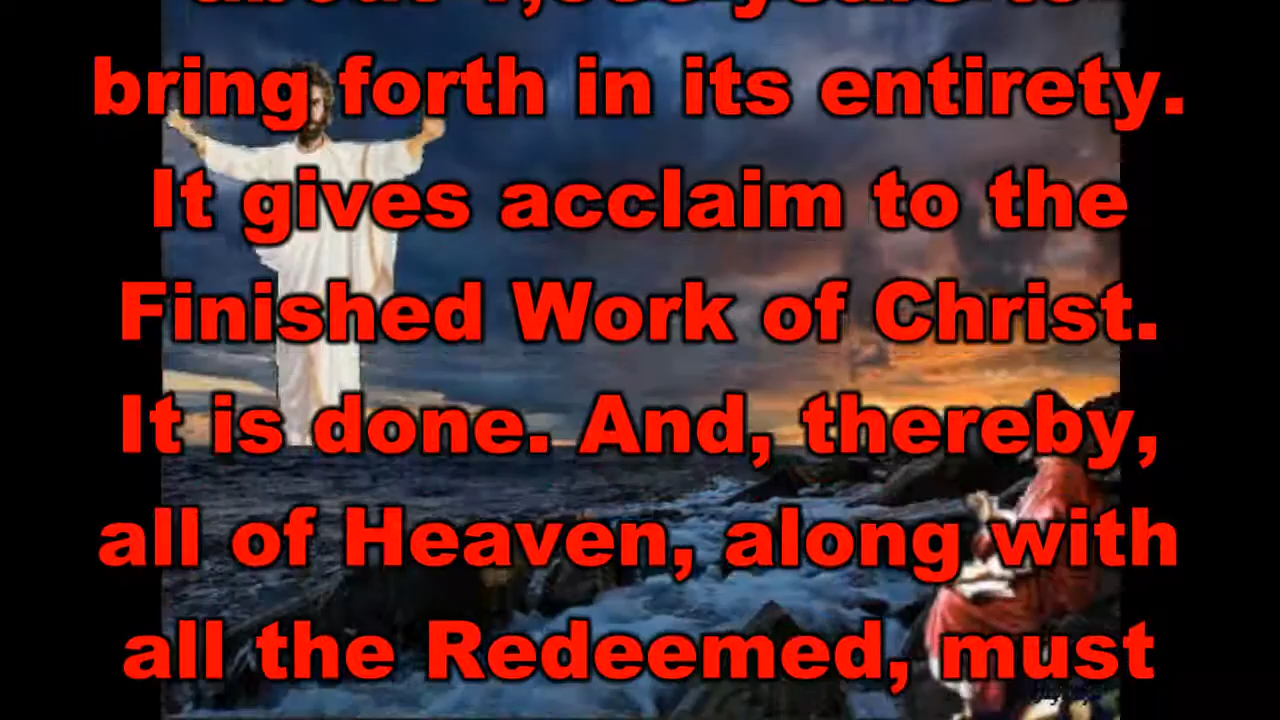 bring forth in its entirety.
It gives acclaim to the
Finished Work of Christ.
It is done. And, thereby,
all of Heaven, along with
all the Redeemed, must